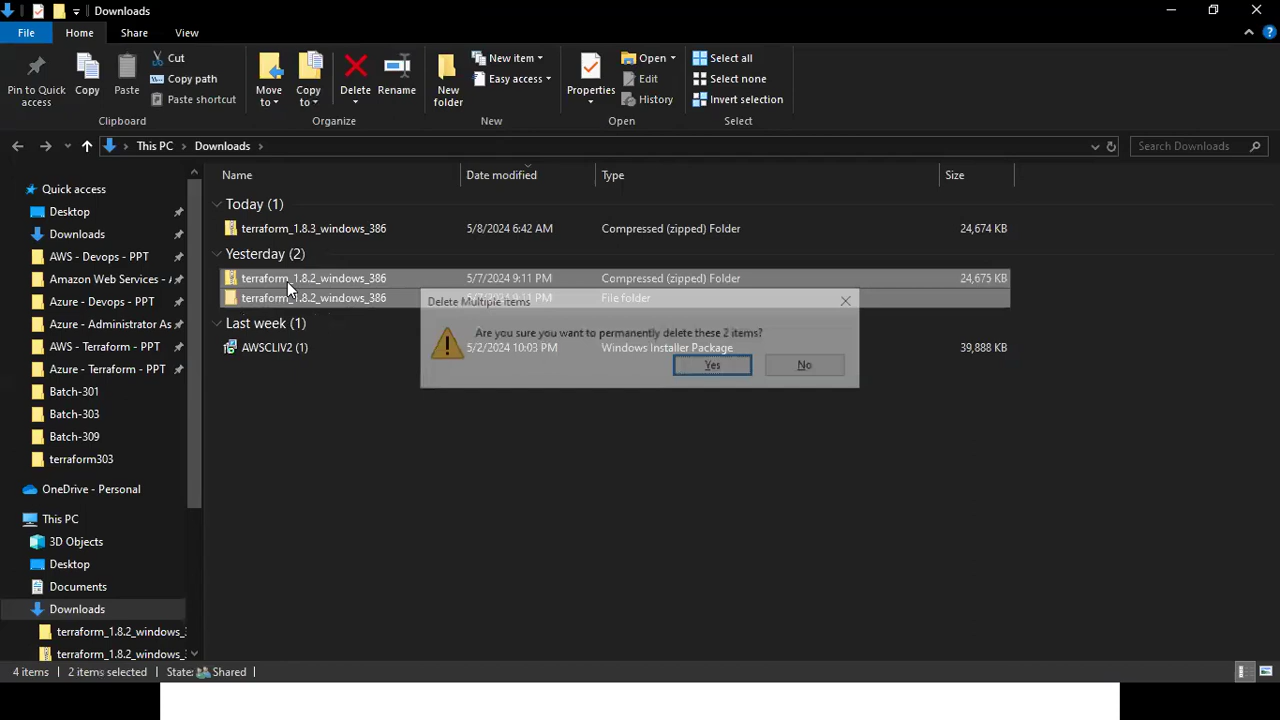 Downloads
File Home Share View
Pin to Quick access
Copy
Paste
Cut
Copy path
Paste shortcut
Clipboard
Move to
Copy to
Delete
Rename
Organize
New folder
New item
Easy access
New
Properties
Open
Edit
History
Open
Select all
Select none
Invert selection
Select
This PC Downloads
Search Downloads
Quick access
Desktop
Downloads
AWS - Devops - PPT
Amazon Web Services -
Azure - Devops - PPT
Azure - Administrator As
AWS - Terraform - PPT
Azure - Terraform - PPT
Batch-301
Batch-303
Batch-309
terraform303
OneDrive - Personal
This PC
3D Objects
Desktop
Documents
Downloads
terraform_1.8.2_windows_
terraform_1.8.2_windows_
Name Date modified Type Size
Today (1)
terraform_1.8.3_windows_386 5/8/2024 6:42 AM Compressed (zipped) Folder 24,674 KB
Yesterday (2)
terraform_1.8.2_windows_386 5/7/2024 9:11 PM Compressed (zipped) Folder 24,675 KB
terraform_1.8.2_windows_386 5/7/2024 9:11 PM File folder
Last week (1)
AWSCLIV2 (1) 5/2/2024 10:03 PM Windows Installer Package 39,888 KB
Delete Multiple items
Are you sure you want to permanently delete these 2 items?
Yes No
4 items 2 items selected State: Shared